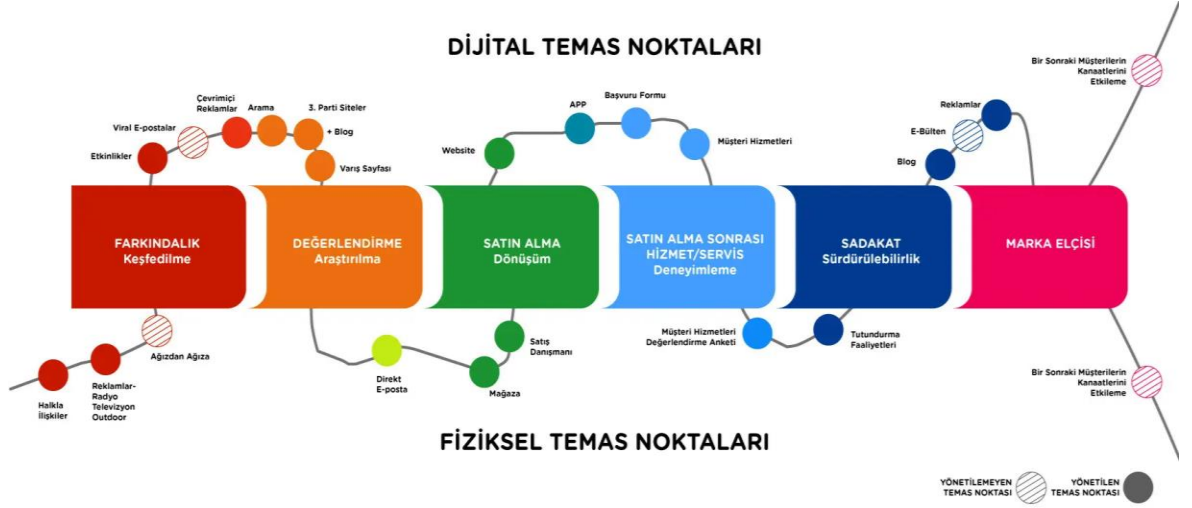 DİJİTAL TEMAS NOKTALARI
Bir Sonraki Müşterilerin
Kanaatlerini
Etkileme
Çevrimiçi
Reklamlar
Arama
3. Parti Siteler
+ Blog
Viral E-postalar
Etkinlikler
Varış Sayfası
Website
APP
Başvuru Formu
Müşteri Hizmetleri
Reklamlar
E-Bülten
Blog
FARKINDALIK
Keşfedilme
DEĞERLENDİRME
Araştırılma
SATIN ALMA
Dönüşüm
SATIN ALMA SONRASI
HİZMET/SERVİS
Deneyimleme
SADAKAT
Sürdürülebilirlik
MARKA ELÇİSİ
Halkla
İlişkiler
Reklamlar-
Radyo
Televizyon
Outdoor
Ağızdan Ağıza
Direkt
E-posta
Mağaza
Satış
Danışmanı
Müşteri Hizmetleri
Değerlendirme Anketi
Tutundurma
Faaliyetleri
Bir Sonraki Müşterilerin
Kanaatlerini
Etkileme
FİZİKSEL TEMAS NOKTALARI
YÖNETİLEMEYEN
TEMAS NOKTASI
YÖNETİLEN
TEMAS NOKTASI